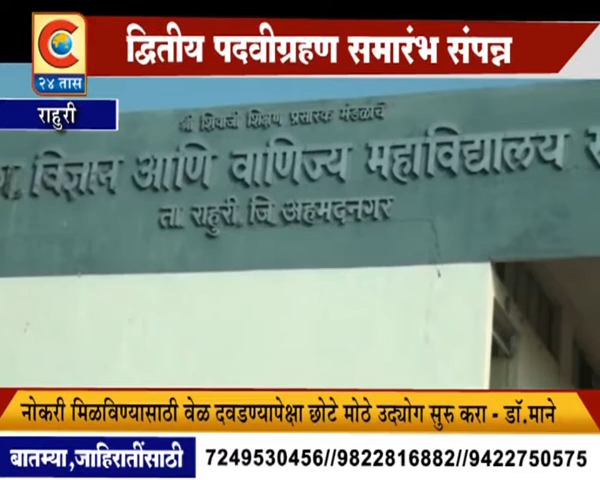 C
२४ तास
द्वितीय पदवीग्रहण समारंभ संपन्न
राहुरी
श्री शिवाजी शिक्षण प्रसारक मंडळाचे
विज्ञान आणि वाणिज्य महाविद्यालय
ता. राहुरी, जि. अहमदनगर
नोकरी मिळविण्यासाठी वेळ दवडण्यापेक्षा छोटे मोठे उद्योग सुरु करा - डॉ.माने
बातम्या,जाहिरातींसाठी
7249530456//9822816882//9422750575